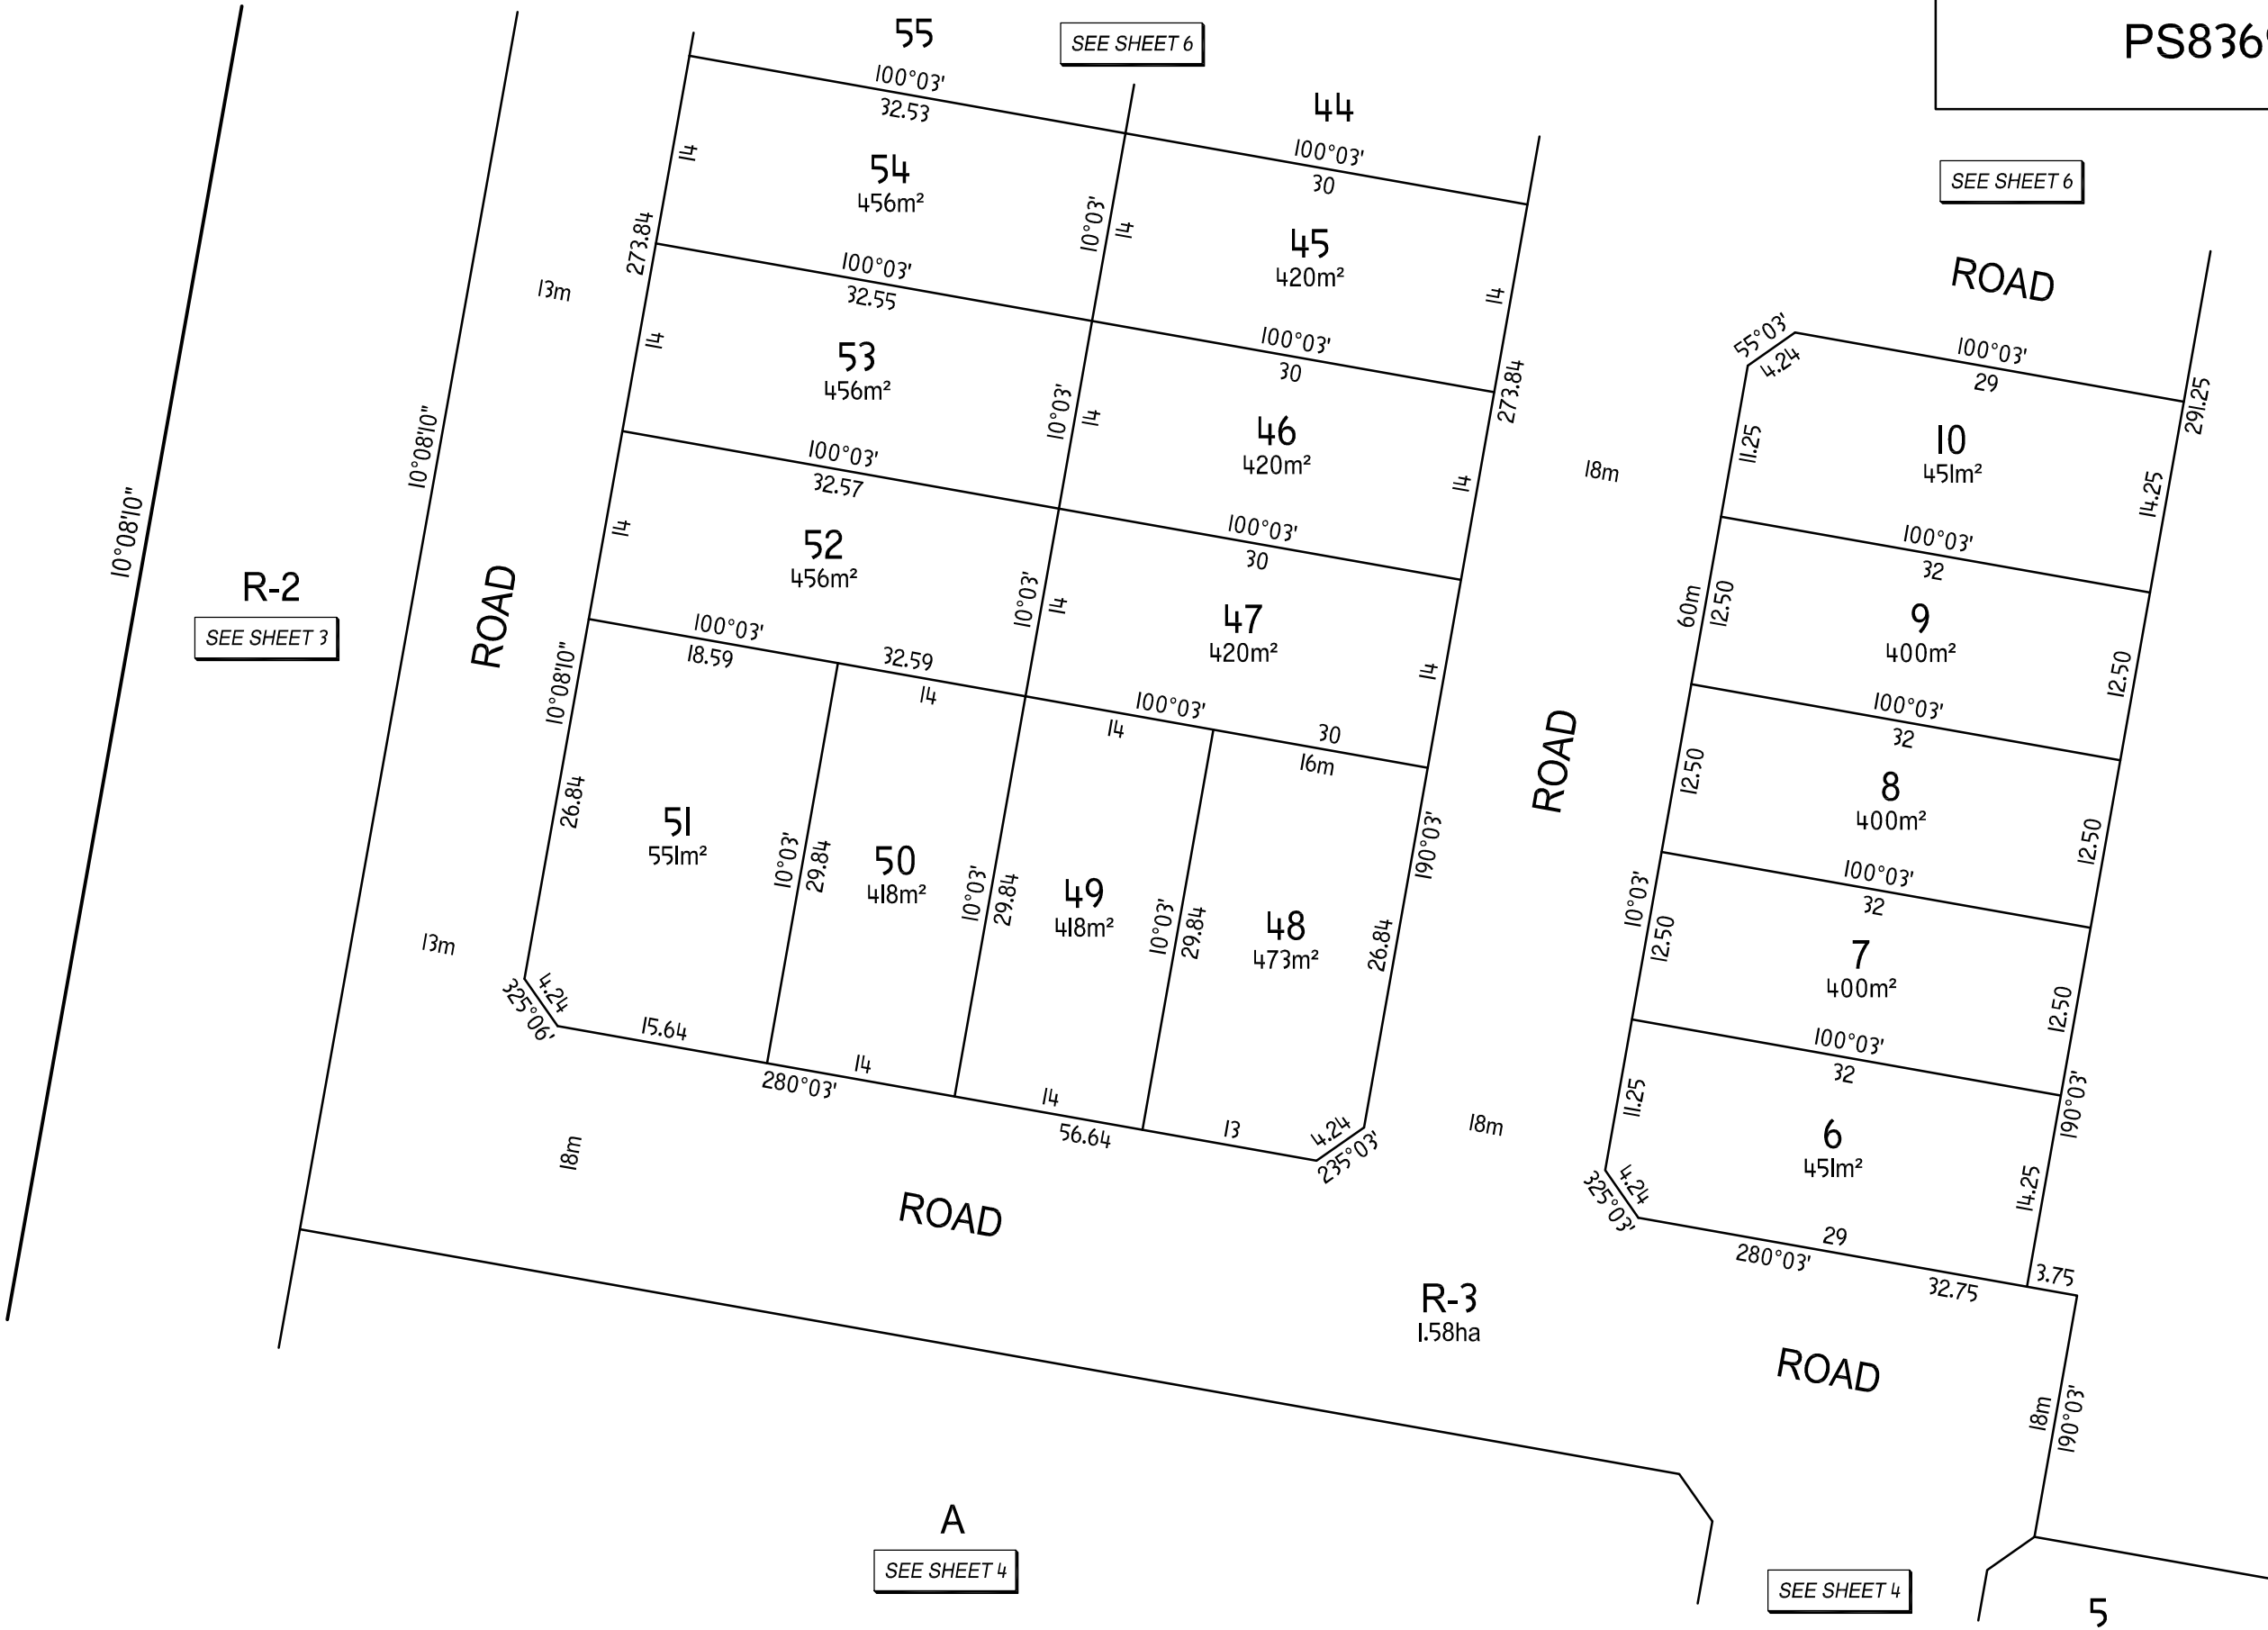 55
SEE SHEET 6
PS836
100°03'
32.53
44
100°03'
30
14
54
456m²
SEE SHEET 6
10°03'
14
273.84
45
420m²
100°03'
32.55
13m
ROAD
14
14
53
456m²
100°03'
30
55°03'
4.24
100°03'
29
273.84
291.25
10°03'
14
10°08'10"
46
420m²
100°03'
32.57
18m
11.25
10
451m²
14
14.25
10°08'10"
14
52
456m²
100°03'
30
100°03'
32
R-2
SEE SHEET 3
ROAD
10°03'
14
60m
12.50
9
400m²
47
420m²
100°03'
18.59
32.59
14
12.50
14
10°08'10"
100°03'
14
30
16m
100°03'
32
ROAD
12.50
8
400m²
26.84
51
551m²
10°03'
29.84
50
418m²
190°03'
12.50
10°03'
29.84
49
418m²
100°03'
32
10°03'
12.50
10°03'
29.84
48
473m²
26.84
13m
7
400m²
4.24
325°06'
12.50
15.64
280°03'
14
14
56.64
13
4.24
235°03'
100°03'
32
11.25
190°03'
18m
18m
6
451m²
4.24
325°03'
14.25
ROAD
29
280°03'
32.75
3.75
R-3
1.58ha
ROAD
18m
190°03'
A
SEE SHEET 4
SEE SHEET 4
5